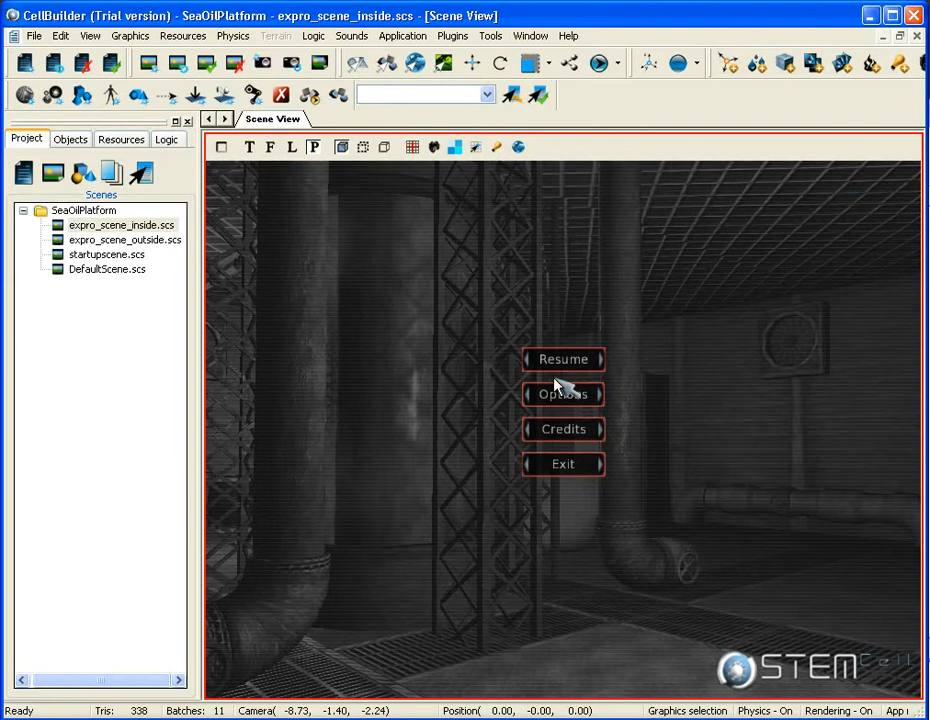 CellBuilder (Trial version) - SeaOilPlatform - expro_scene_inside.scs - [Scene View]
File Edit View Graphics Resources Physics Terrain Logic Sounds Application Plugins Tools Window Help
Scene View
Project Objects Resources Logic
T F L P
Scenes
SeaOilPlatform
expro_scene_inside.scs
expro_scene_outside.scs
startupscene.scs
DefaultScene.scs
Resume
Options
Credits
Exit
STEMCell
Ready Tris: 338 Batches: 11 Camera( -8.73, -1.40, -2.24) Position( 0.00, -0.00, 0.00) Graphics selection Physics - On Rendering - On App